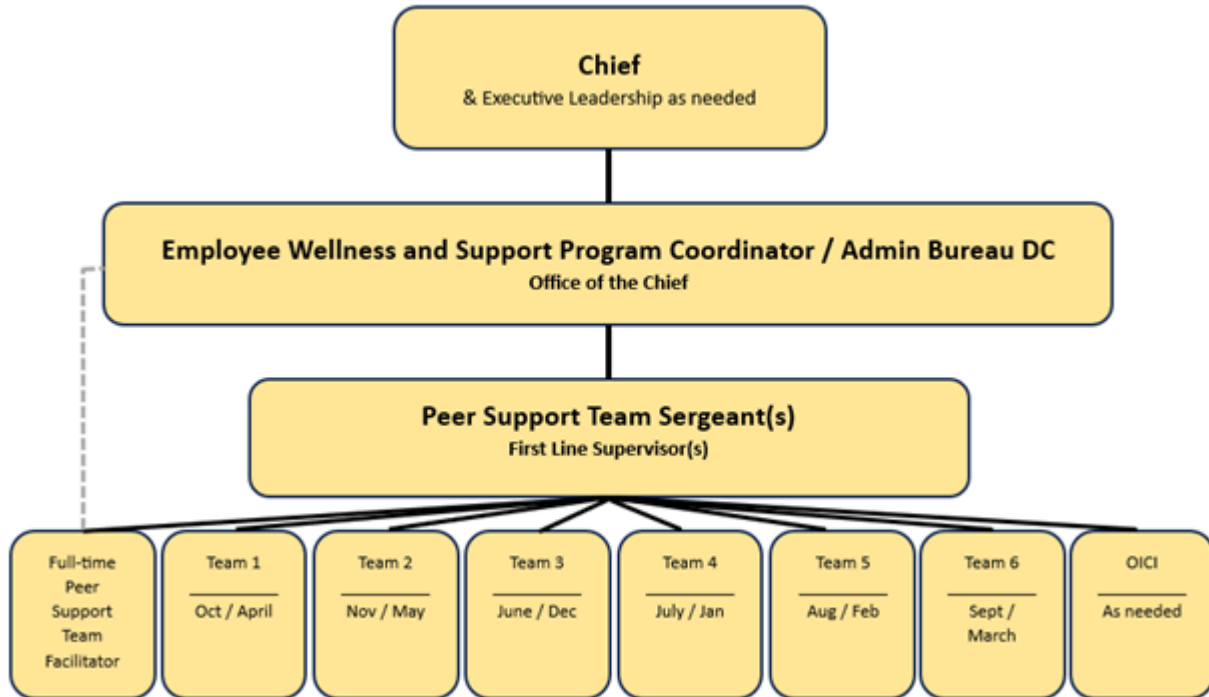 Chief
& Executive Leadership as needed
Employee Wellness and Support Program Coordinator / Admin Bureau DC
Office of the Chief
Peer Support Team Sergeant(s)
First Line Supervisor(s)
Full-time
Peer
Support
Team
Facilitator
Team 1
Oct / April
Team 2
Nov / May
Team 3
June / Dec
Team 4
July / Jan
Team 5
Aug / Feb
Team 6
Sept /
March
OICI
As needed